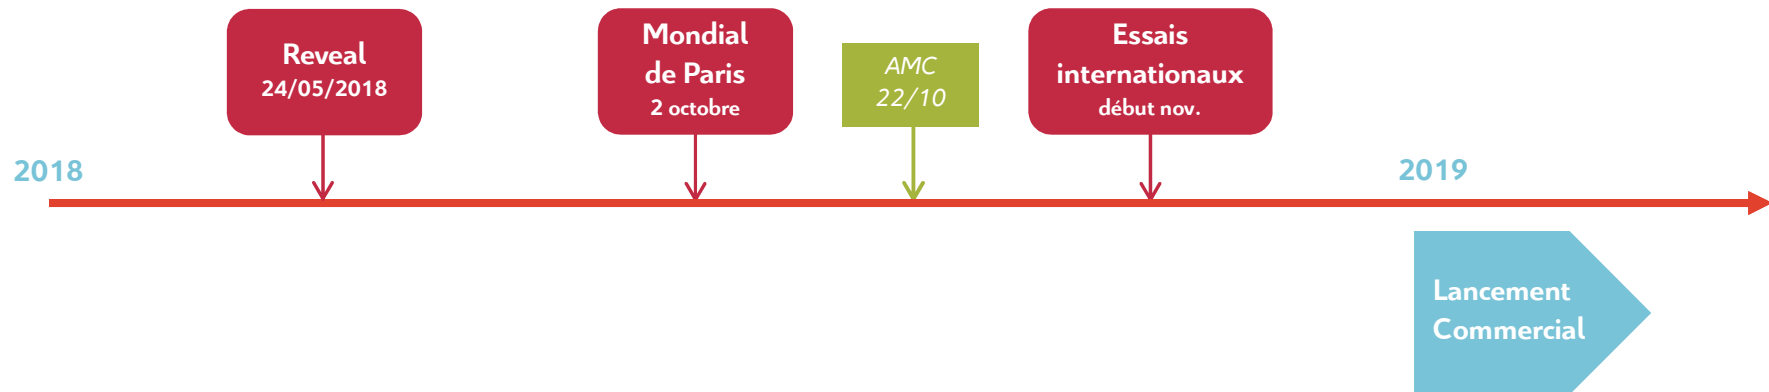 Reveal
24/05/2018
Mondial
de Paris
2 octobre
AMC
22/10
Essais
internationaux
début nov.
2018
2019
Lancement
Commercial